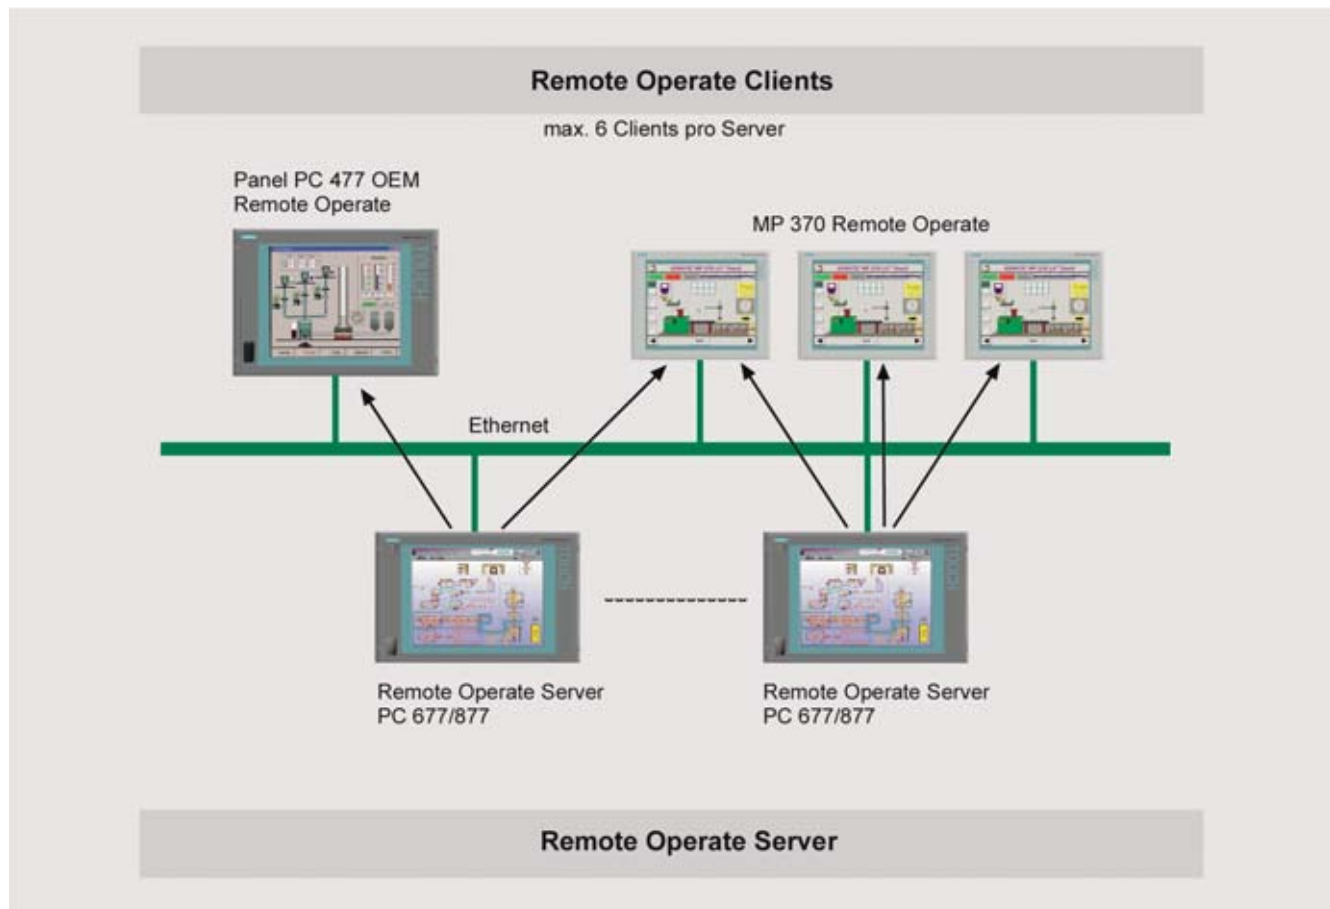 Remote Operate Clients
max. 6 Clients pro Server
Panel PC 477 OEM
Remote Operate
MP 370 Remote Operate
Ethernet
Remote Operate Server
PC 677/877
Remote Operate Server
PC 677/877
Remote Operate Server